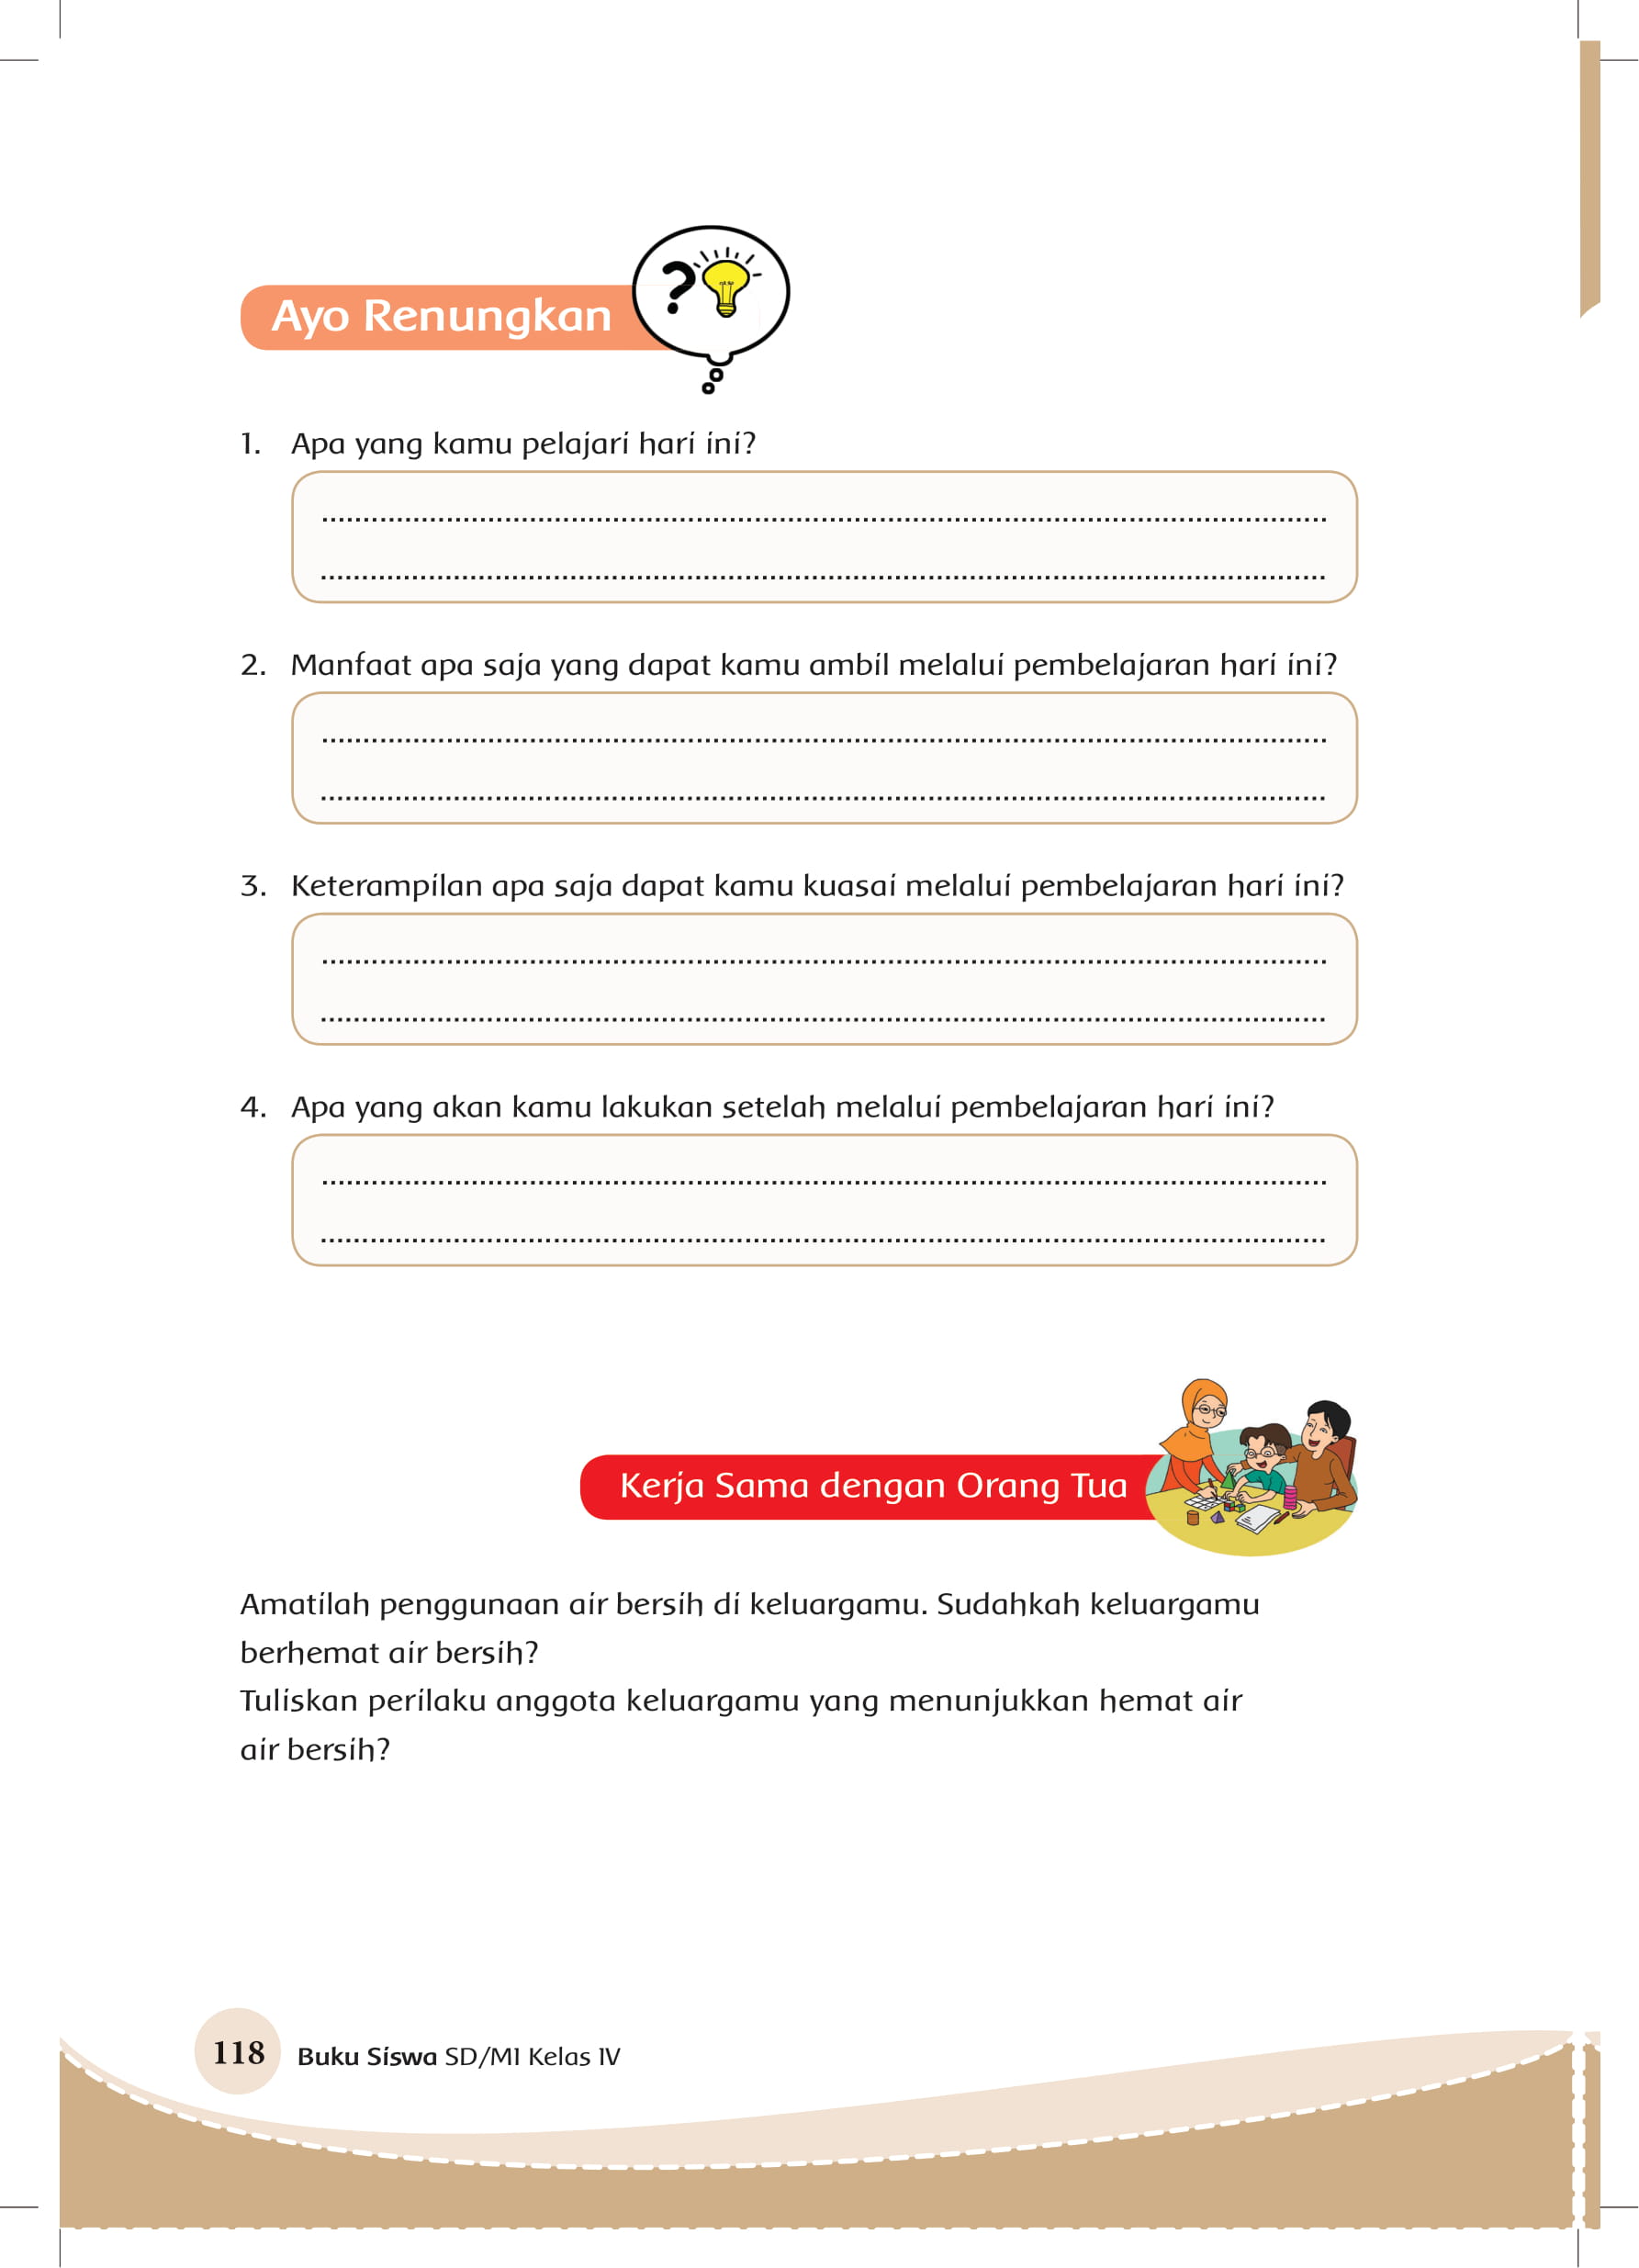 Ayo Renungkan
?
1. Apa yang kamu pelajari hari ini?
2. Manfaat apa saja yang dapat kamu ambil melalui pembelajaran hari ini?
3. Keterampilan apa saja dapat kamu kuasai melalui pembelajaran hari ini?
4. Apa yang akan kamu lakukan setelah melalui pembelajaran hari ini?
Kerja Sama dengan Orang Tua
Amatilah penggunaan air bersih di keluargamu. Sudahkah keluargamu
berhemat air bersih?
Tuliskan perilaku anggota keluargamu yang menunjukkan hemat air
air bersih?
118 Buku Siswa SD/MI Kelas IV